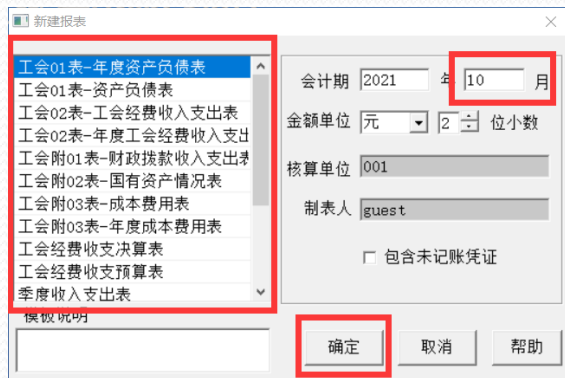 新建报表
工会01表-年度资产负债表
工会01表-资产负债表
工会02表-工会经费收入支出表
工会02表-年度工会经费收入支出
工会附01表-财政拨款收入支出表
工会附02表-国有资产情况表
工会附03表-成本费用表
工会附03表-年度成本费用表
工会经费收支决算表
工会经费收支预算表
季度收入支出表
模板说明
会计期 2021 年 10 月
金额单位 元 2 位小数
核算单位 001
制表人 guest
包含未记账凭证
确定 取消 帮助